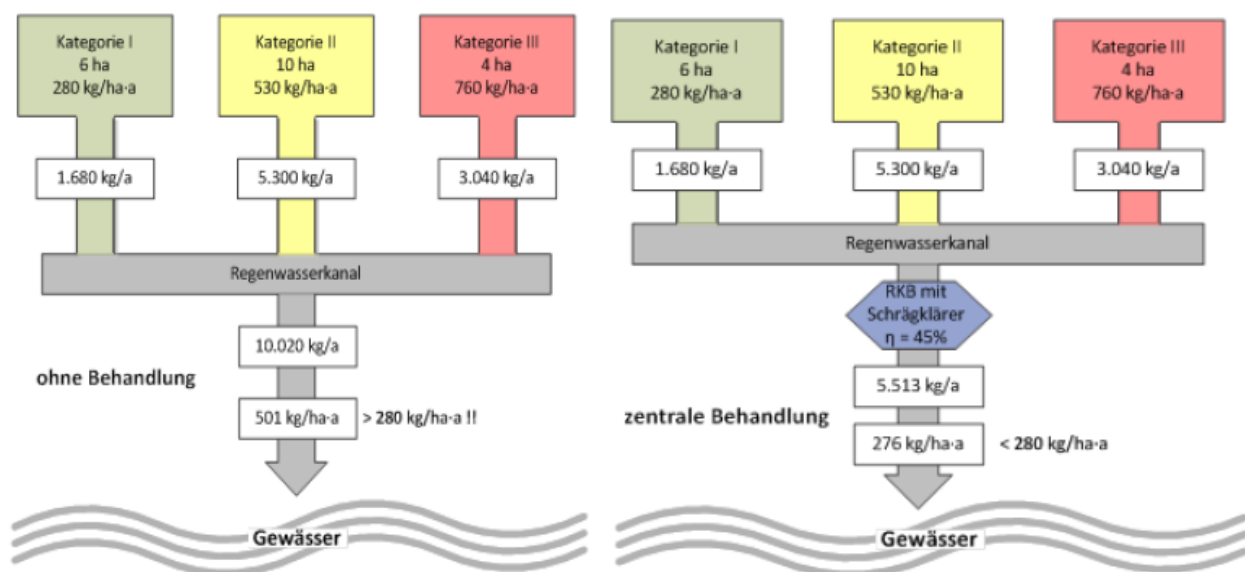 Kategorie I
6 ha
280 kg/ha·a
Kategorie II
10 ha
530 kg/ha·a
Kategorie III
4 ha
760 kg/ha·a
1.680 kg/a
5.300 kg/a
3.040 kg/a
Regenwasserkanal
10.020 kg/a
ohne Behandlung
501 kg/ha·a
> 280 kg/ha·a !!
Gewässer
Kategorie I
6 ha
280 kg/ha·a
Kategorie II
10 ha
530 kg/ha·a
Kategorie III
4 ha
760 kg/ha·a
1.680 kg/a
5.300 kg/a
3.040 kg/a
Regenwasserkanal
RKB mit
Schrägklärer
η = 45%
5.513 kg/a
zentrale Behandlung
276 kg/ha·a
< 280 kg/ha·a
Gewässer